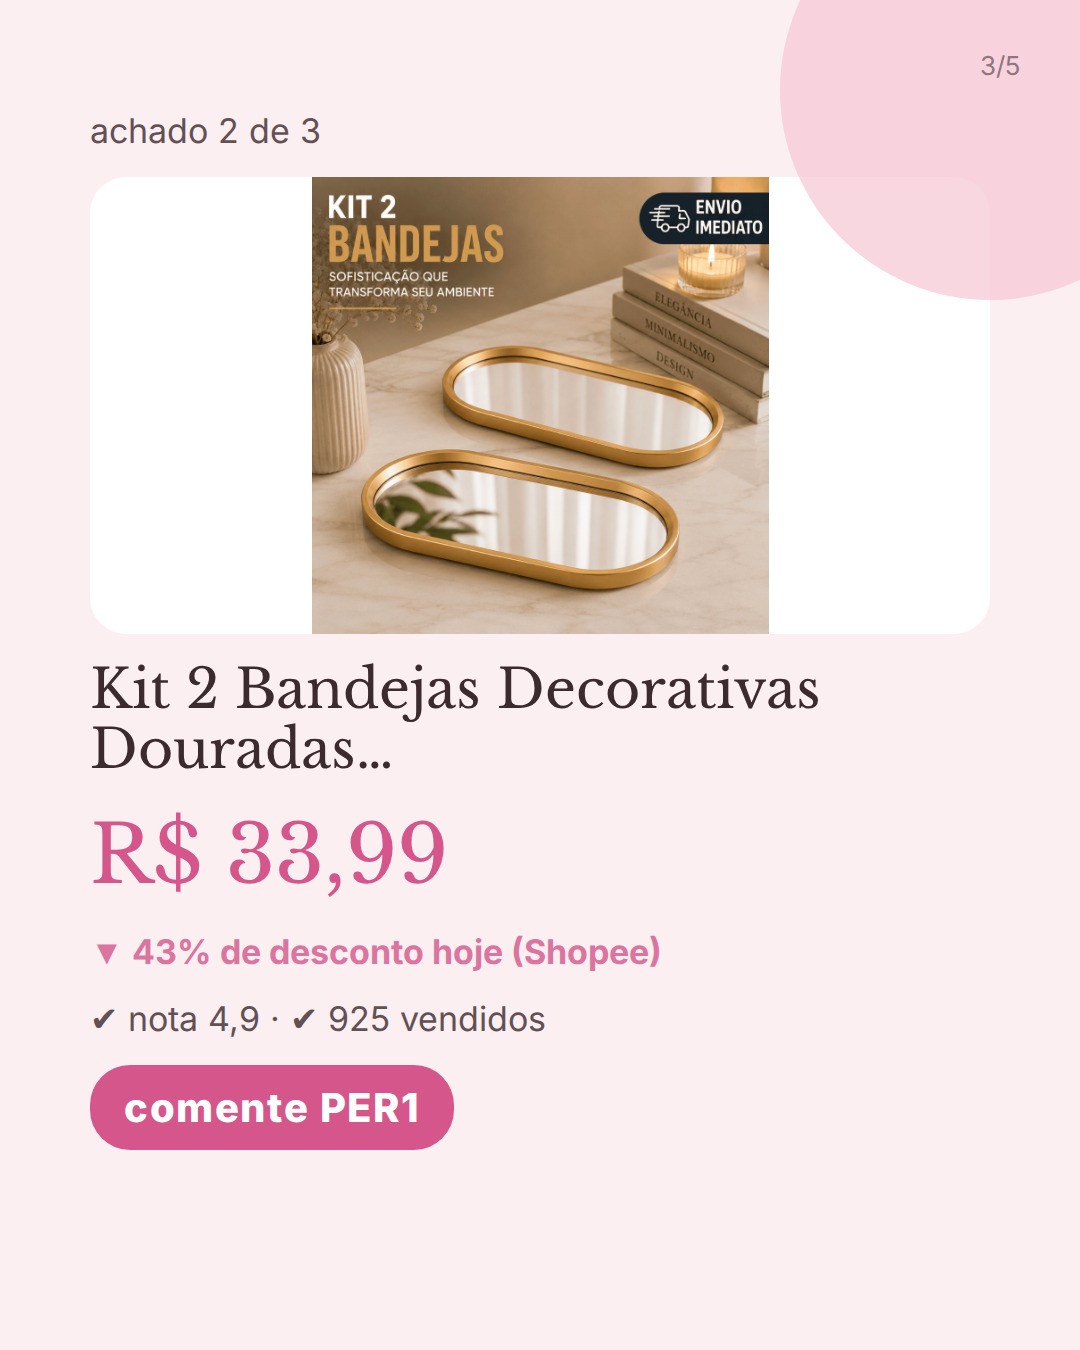 3/5
achado 2 de 3
KIT 2
BANDEJAS
SOFISTICAÇÃO QUE
TRANSFORMA SEU AMBIENTE
ENVIO
IMEDIATO
ELEGÂNCIA
MINIMALISMO
DESIGN
Kit 2 Bandejas Decorativas
Douradas...
R$ 33,99
▼ 43% de desconto hoje (Shopee)
✔ nota 4,9 · ✔ 925 vendidos
comente PER1